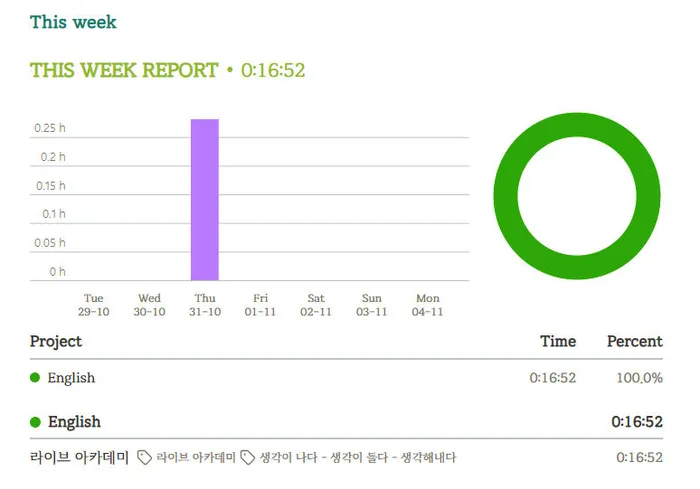 This week
THIS WEEK REPORT • 0:16:52
0.25 h
0.2 h
0.15 h
0.1 h
0.05 h
0 h
Tue Wed Thu Fri Sat Sun Mon
29-10 30-10 31-10 01-11 02-11 03-11 04-11
Project Time Percent
English 0:16:52 100.0%
English 0:16:52
라이브 아카데미 라이브 아카데미 생각이 나다 - 생각이 들다 - 생각해내다 0:16:52